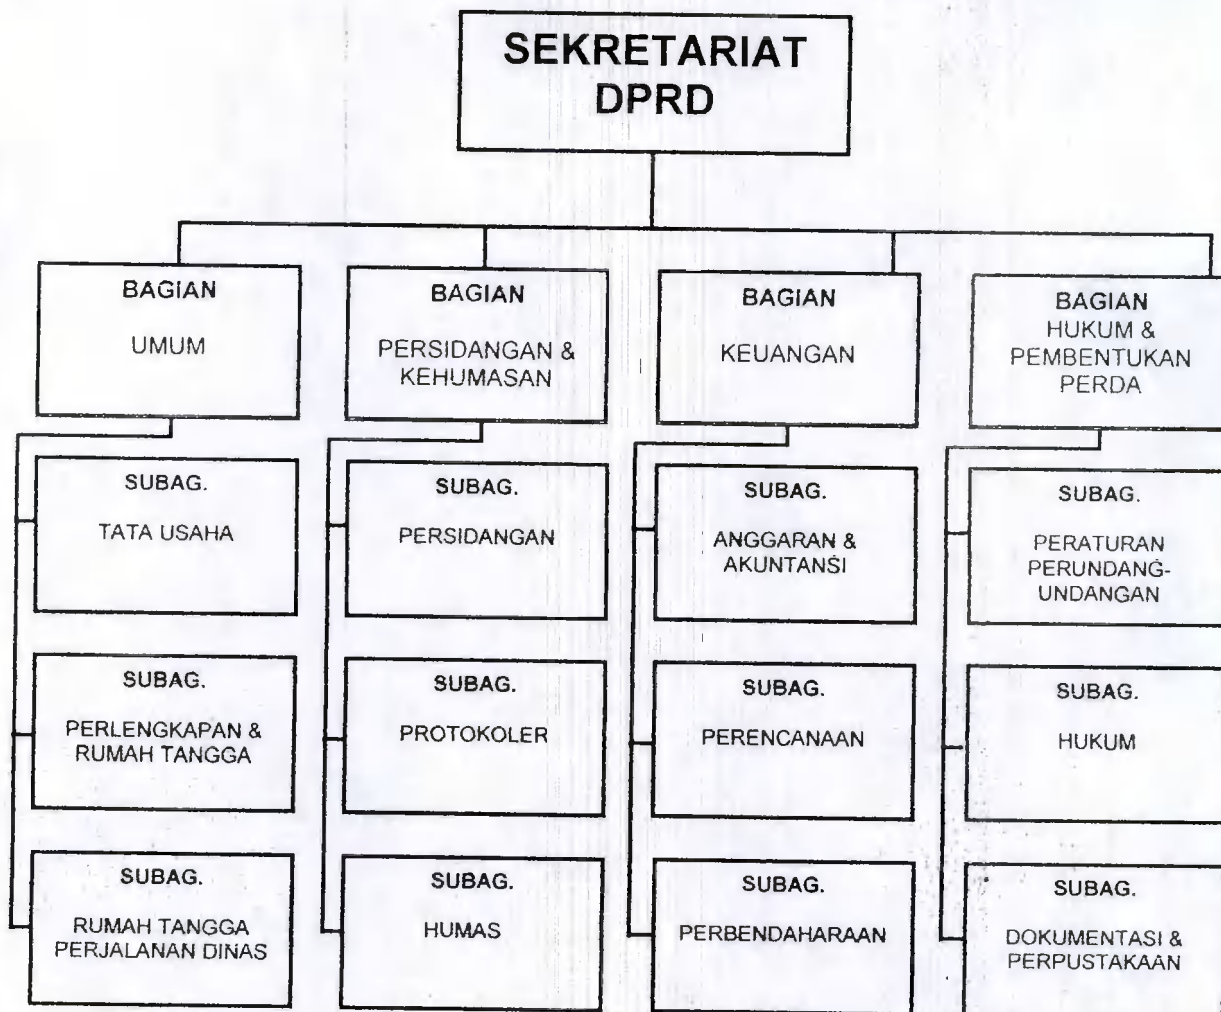 SEKRETARIAT
DPRD
BAGIAN
UMUM
BAGIAN
PERSIDANGAN &
KEHUMASAN
BAGIAN
KEUANGAN
BAGIAN
HUKUM &
PEMBENTUKAN
PERDA
SUBAG.
TATA USAHA
SUBAG.
PERSIDANGAN
SUBAG.
ANGGARAN &
AKUNTANSI
SUBAG.
PERATURAN
PERUNDANG-
UNDANGAN
SUBAG.
PERLENGKAPAN &
RUMAH TANGGA
SUBAG.
PROTOKOLER
SUBAG.
PERENCANAAN
SUBAG.
HUKUM
SUBAG.
RUMAH TANGGA
PERJALANAN DINAS
SUBAG.
HUMAS
SUBAG.
PERBENDAHARAAN
SUBAG.
DOKUMENTASI &
PERPUSTAKAAN